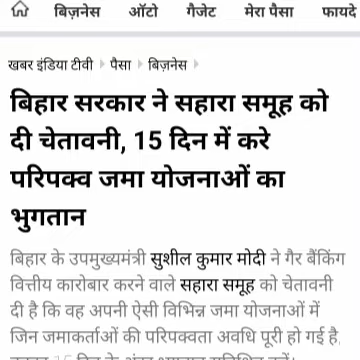 बिज़नेस ऑटो गैजेट मेरा पैसा फायदे
खबर इंडिया टीवी पैसा बिज़नेस
बिहार सरकार ने सहारा समूह को
दी चेतावनी, 15 दिन में करे
परिपक्व जमा योजनाओं का
भुगतान
बिहार के उपमुख्यमंत्री सुशील कुमार मोदी ने गैर बैंकिंग
वित्तीय कारोबार करने वाले सहारा समूह को चेतावनी
दी है कि वह अपनी ऐसी विभिन्न जमा योजनाओं में
जिन जमाकर्ताओं की परिपक्वता अवधि पूरी हो गई है,